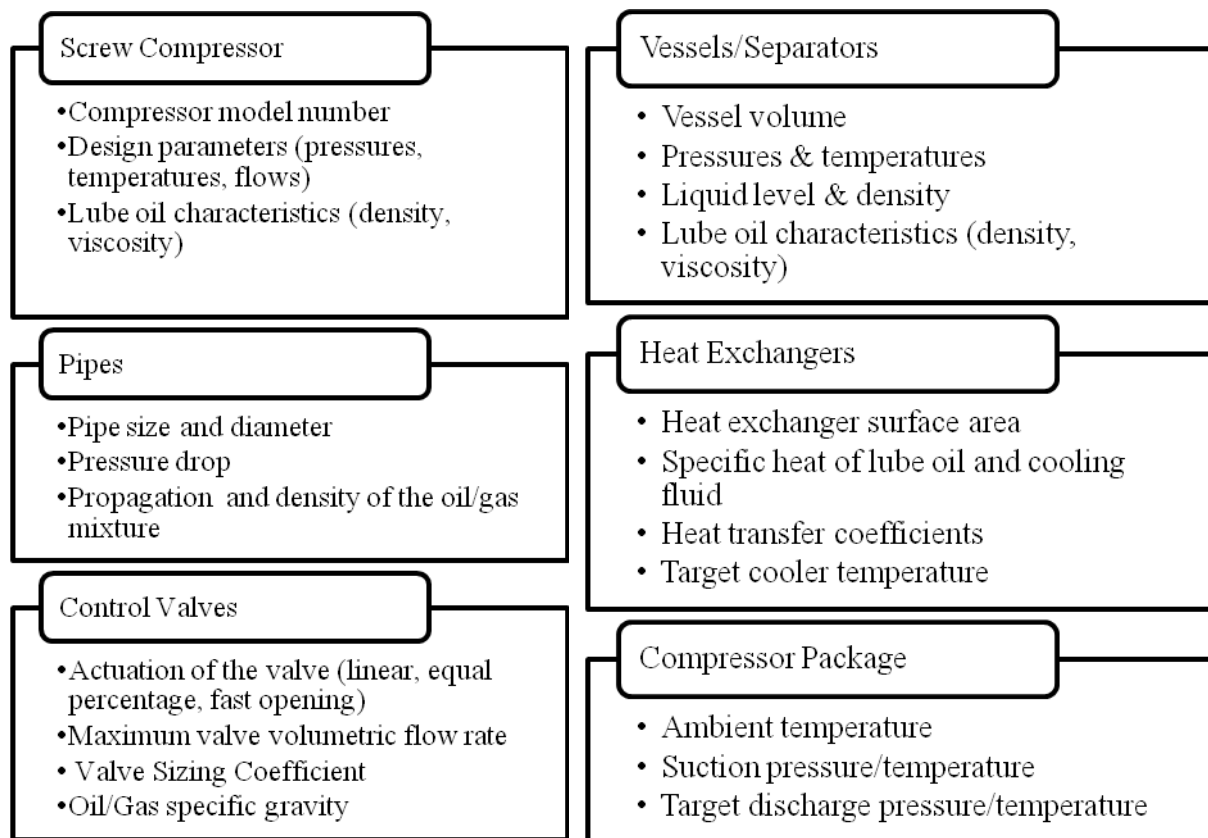 Screw Compressor
•Compressor model number
•Design parameters (pressures,
temperatures, flows)
•Lube oil characteristics (density,
viscosity)
Pipes
•Pipe size and diameter
•Pressure drop
•Propagation and density of the oil/gas
mixture
Control Valves
•Actuation of the valve (linear, equal
percentage, fast opening)
•Maximum valve volumetric flow rate
• Valve Sizing Coefficient
•Oil/Gas specific gravity
Vessels/Separators
• Vessel volume
• Pressures & temperatures
• Liquid level & density
• Lube oil characteristics (density,
viscosity)
Heat Exchangers
• Heat exchanger surface area
• Specific heat of lube oil and cooling
fluid
• Heat transfer coefficients
• Target cooler temperature
Compressor Package
• Ambient temperature
• Suction pressure/temperature
• Target discharge pressure/temperature